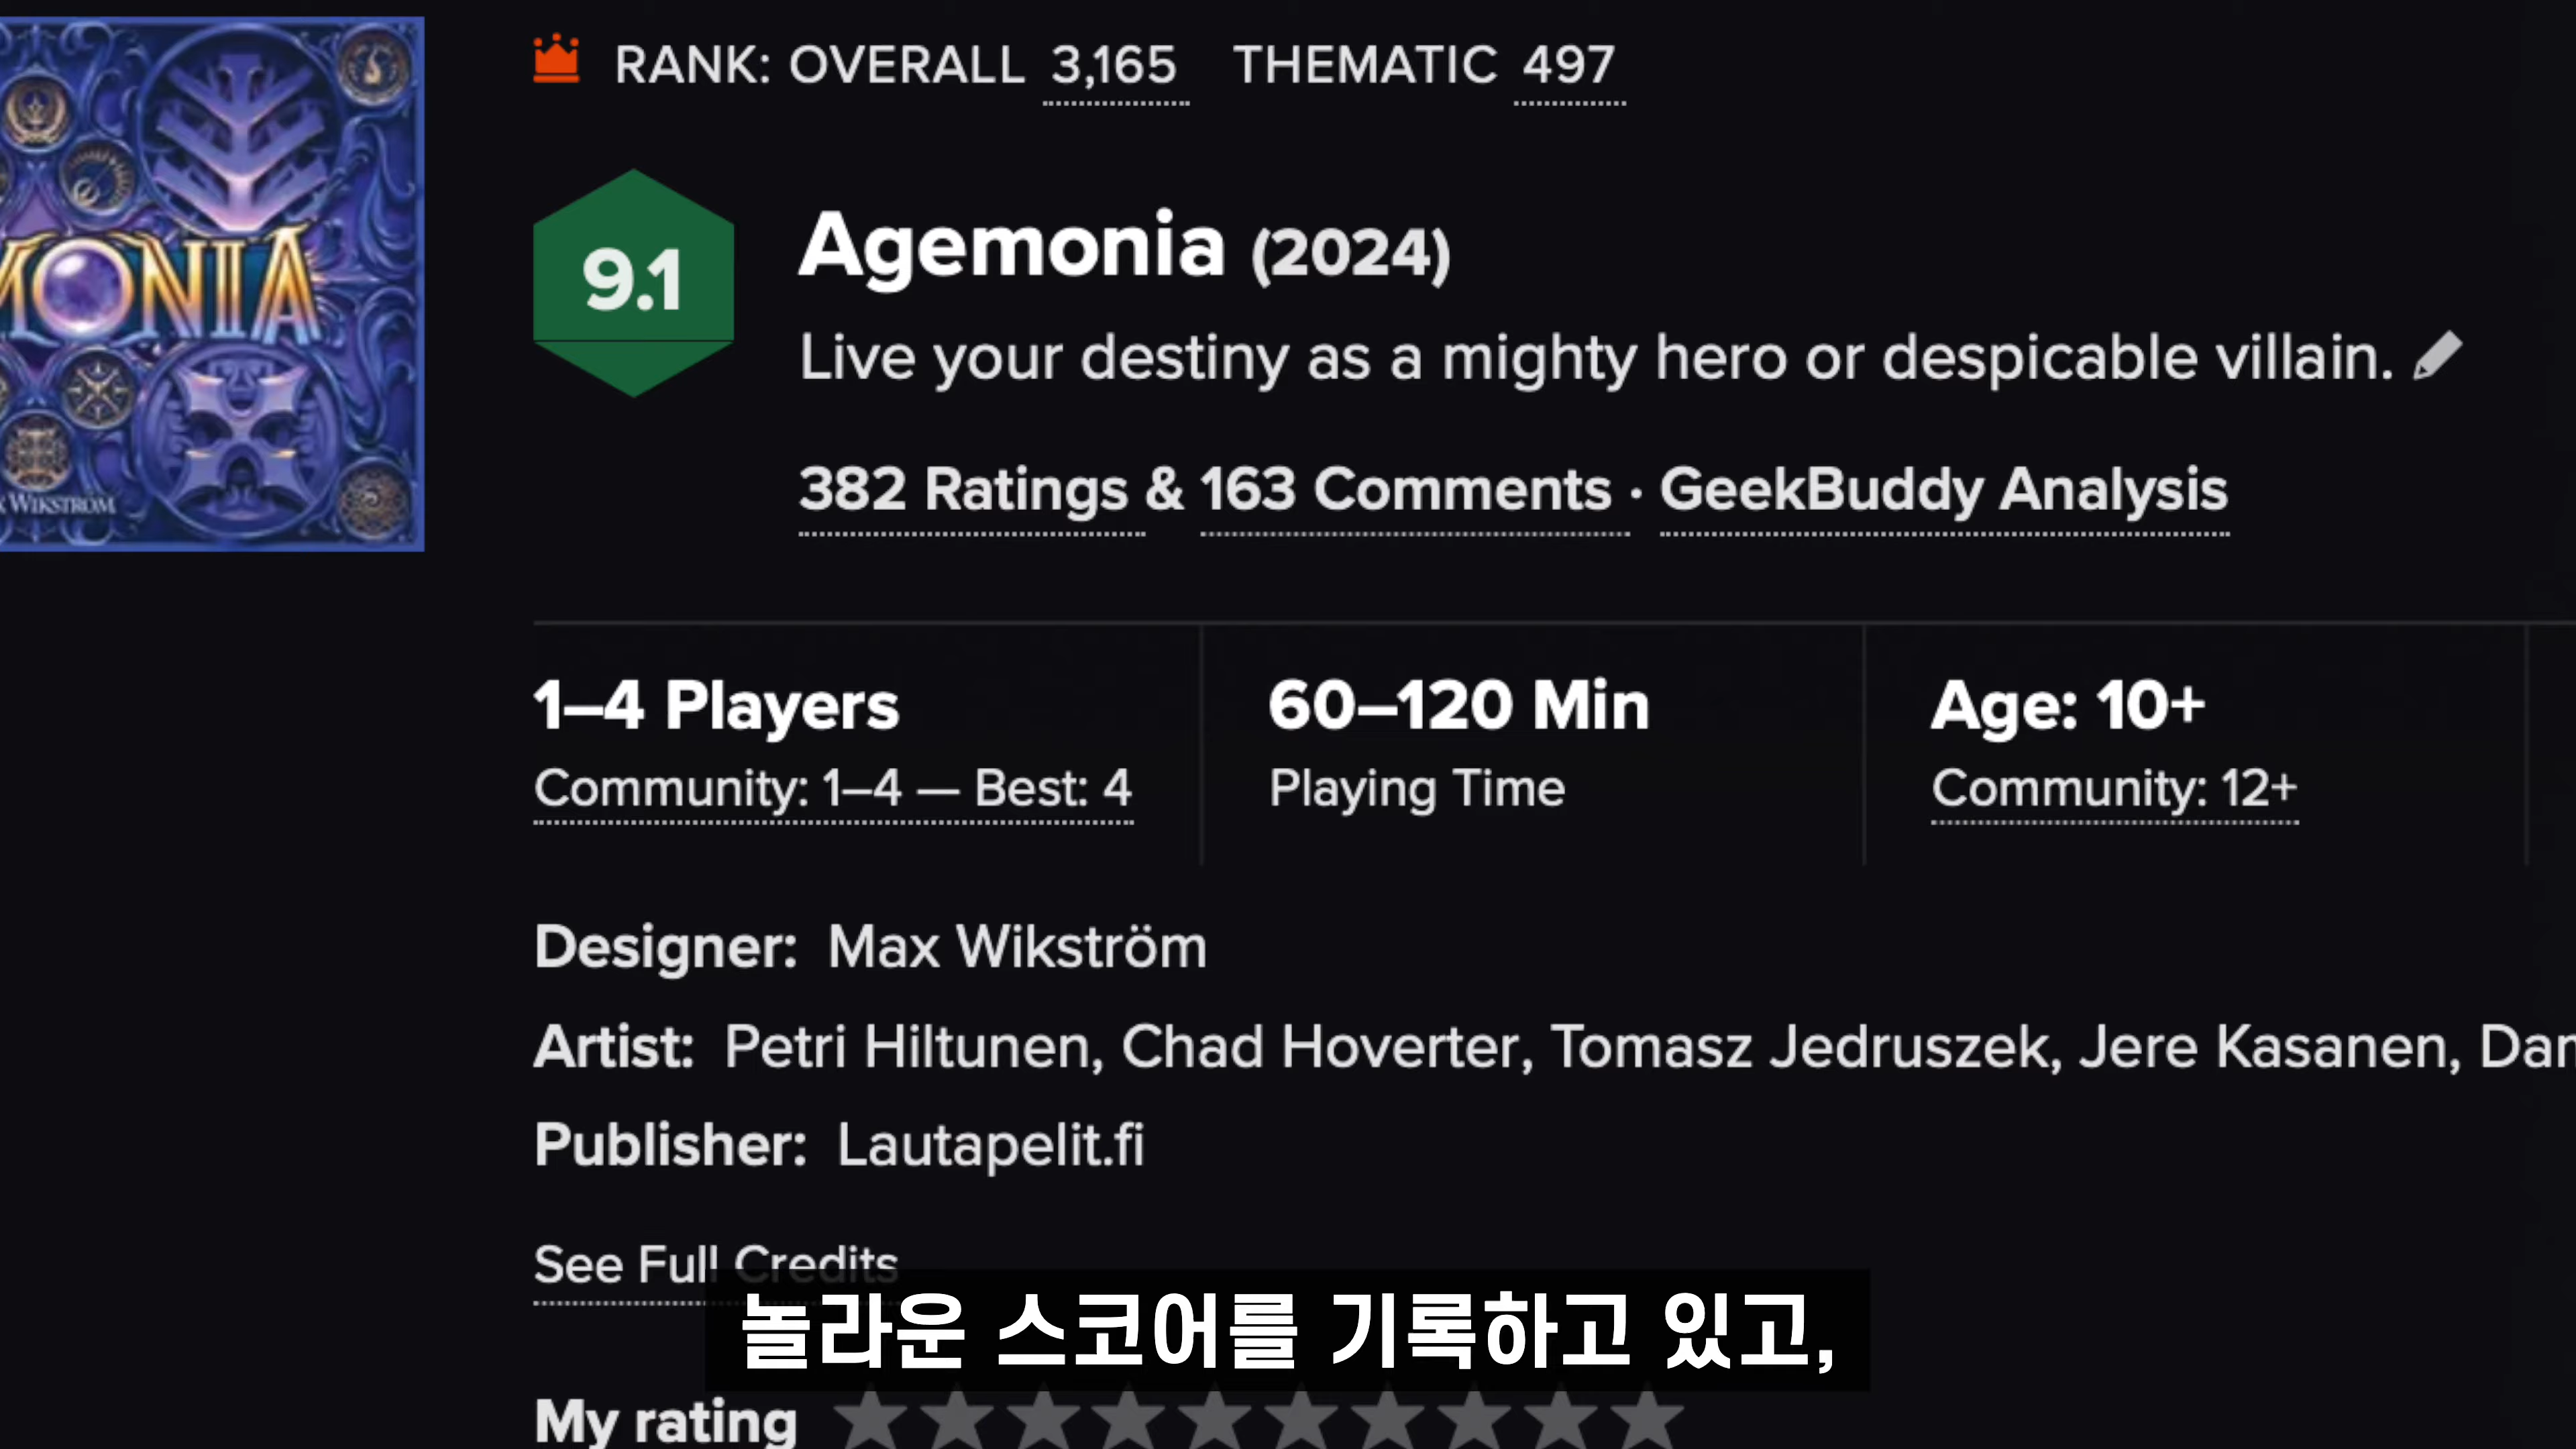 RANK: OVERALL 3,165 THEMATIC 497
9.1
Agemonia (2024)
Live your destiny as a mighty hero or despicable villain.
382 Ratings & 163 Comments · GeekBuddy Analysis
MONIA
WIKSTRÖM
1–4 Players
Community: 1–4 — Best: 4
60–120 Min
Playing Time
Age: 10+
Community: 12+
Designer: Max Wikström
Artist: Petri Hiltunen, Chad Hoverter, Tomasz Jedruszek, Jere Kasanen, Dan
Publisher: Lautapelit.fi
See Full Credits
놀라운 스코어를 기록하고 있고,
My rating